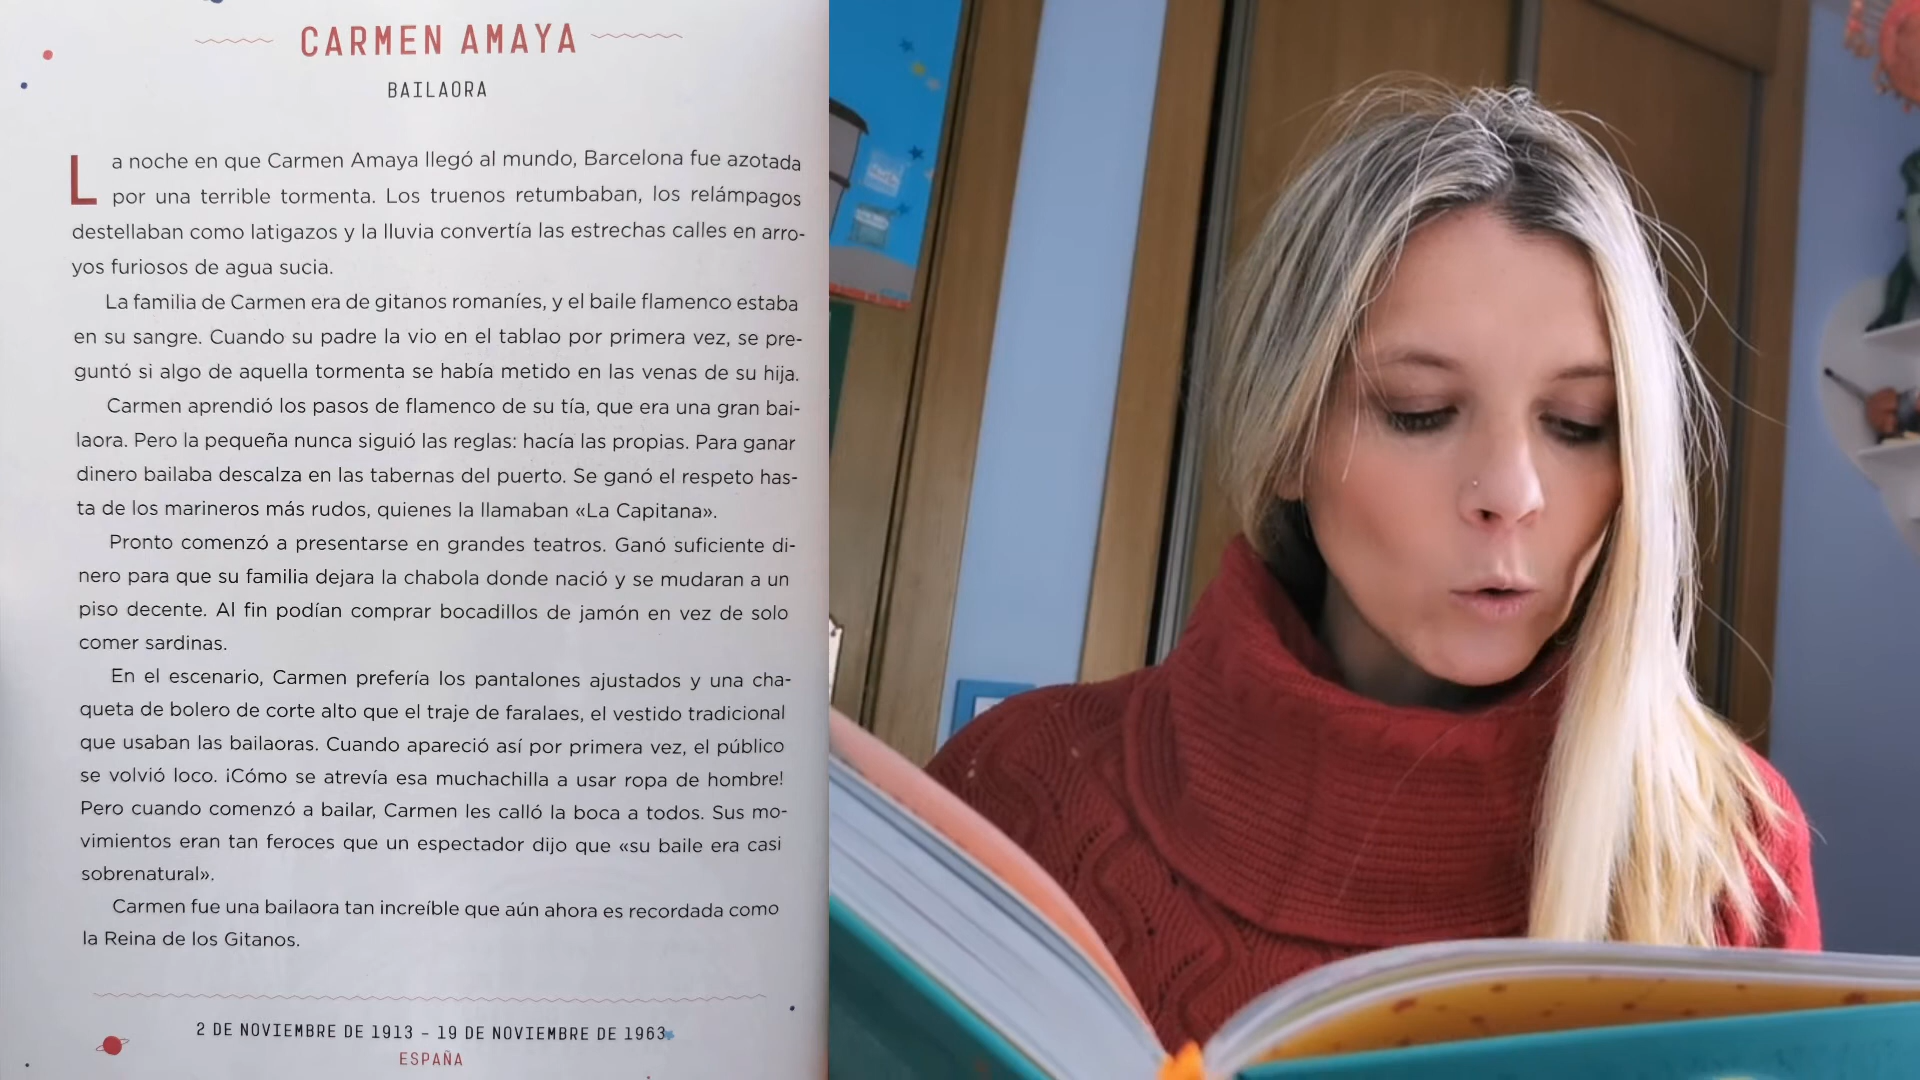 CARMEN AMAYA
BAILAORA
La noche en que Carmen Amaya llegó al mundo, Barcelona fue azotada
por una terrible tormenta. Los truenos retumbaban, los relámpagos
destellaban como latigazos y la lluvia convertía las estrechas calles en arro-
yos furiosos de agua sucia.
La familia de Carmen era de gitanos romaníes, y el baile flamenco estaba
en su sangre. Cuando su padre la vio en el tablao por primera vez, se pre-
guntó si algo de aquella tormenta se había metido en las venas de su hija.
Carmen aprendió los pasos de flamenco de su tía, que era una gran bai-
laora. Pero la pequeña nunca siguió las reglas: hacía las propias. Para ganar
dinero bailaba descalza en las tabernas del puerto. Se ganó el respeto has-
ta de los marineros más rudos, quienes la llamaban «La Capitana».
Pronto comenzó a presentarse en grandes teatros. Ganó suficiente di-
nero para que su familia dejara la chabola donde nació y se mudaran a un
piso decente. Al fin podían comprar bocadillos de jamón en vez de solo
comer sardinas.
En el escenario, Carmen prefería los pantalones ajustados y una cha-
queta de bolero de corte alto que el traje de faralaes, el vestido tradicional
que usaban las bailaoras. Cuando apareció así por primera vez, el público
se volvió loco. ¡Cómo se atrevía esa muchachilla a usar ropa de hombre!
Pero cuando comenzó a bailar, Carmen les calló la boca a todos. Sus mo-
vimientos eran tan feroces que un espectador dijo que «su baile era casi
sobrenatural».
Carmen fue una bailaora tan increíble que aún ahora es recordada como
la Reina de los Gitanos.
2 DE NOVIEMBRE DE 1913 – 19 DE NOVIEMBRE DE 1963
ESPAÑA